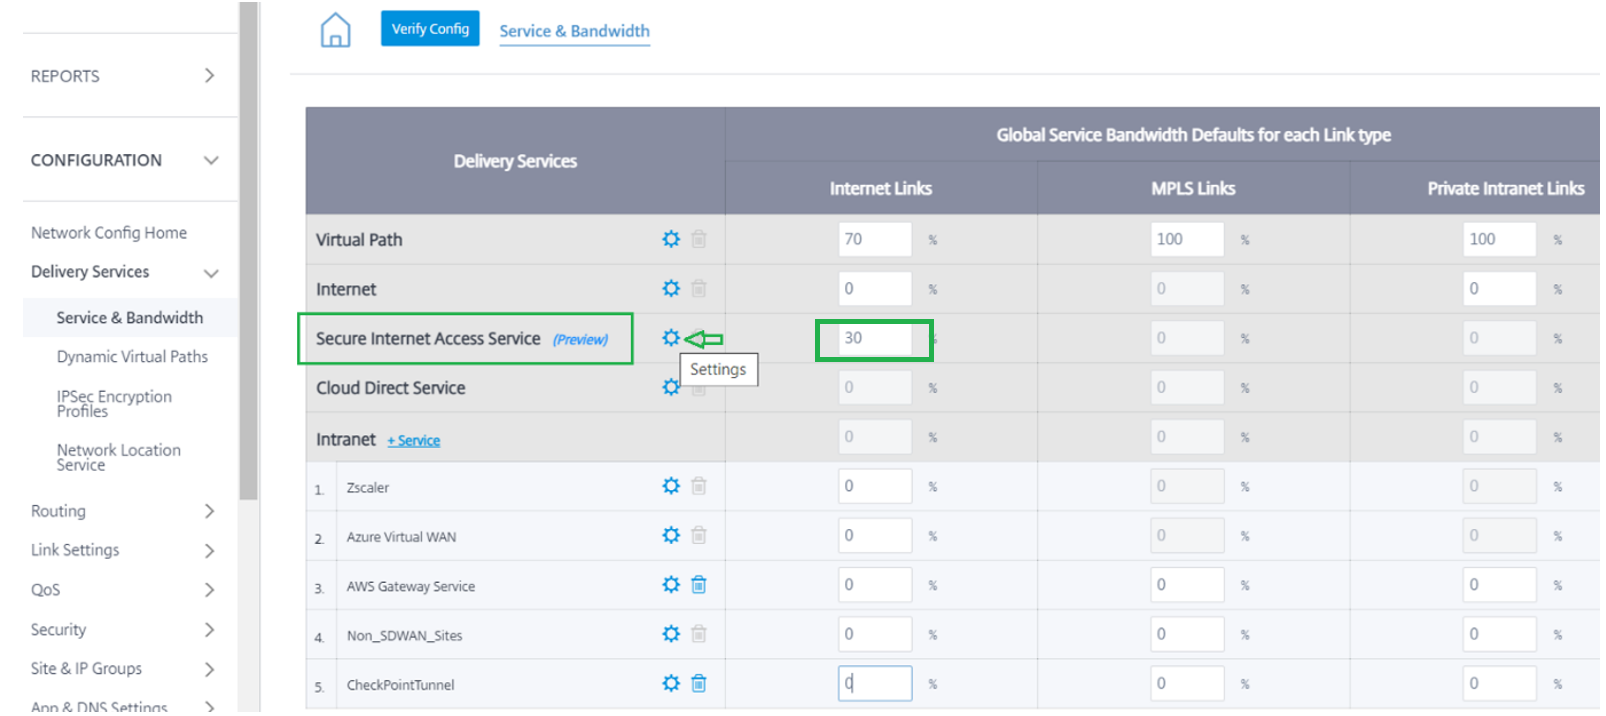 Verify Config Service & Bandwidth
REPORTS
CONFIGURATION
Network Config Home
Delivery Services
Service & Bandwidth
Dynamic Virtual Paths
IPSec Encryption
Profiles
Network Location
Service
Routing
Link Settings
QoS
Security
Site & IP Groups
App & DNS Settings
Delivery Services
Global Service Bandwidth Defaults for each Link type
Internet Links MPLS Links Private Intranet Links
Virtual Path 70 % 100 % 100 %
Internet 0 % 0 % 0 %
Secure Internet Access Service (Preview) 30 % 0 % 0 %
Settings
Cloud Direct Service 0 % 0 % 0 %
Intranet + Service 0 % 0 % 0 %
1. Zscaler 0 % 0 % 0 %
2. Azure Virtual WAN 0 % 0 % 0 %
3. AWS Gateway Service 0 % 0 % 0 %
4. Non_SDWAN_Sites 0 % 0 % 0 %
5. CheckPointTunnel 0 % 0 % 0 %